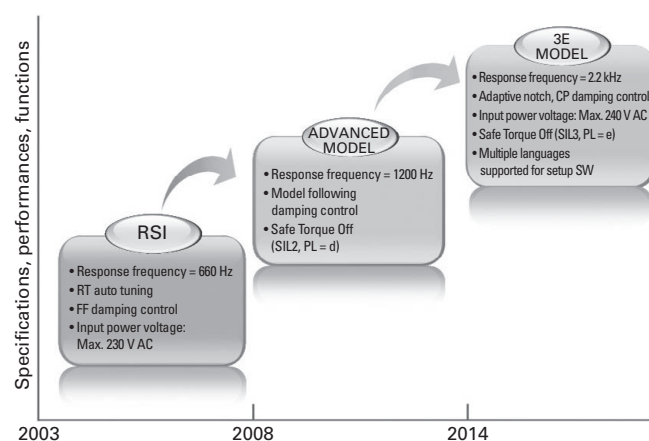 Specifications, performances, functions
3E
MODEL
• Response frequency = 2.2 kHz
• Adaptive notch, CP damping control
• Input power voltage: Max. 240 V AC
• Safe Torque Off (SIL3, PL = e)
• Multiple languages
supported for setup SW
ADVANCED
MODEL
• Response frequency = 1200 Hz
• Model following
damping control
• Safe Torque Off
(SIL2, PL = d)
RSI
• Response frequency = 660 Hz
• RT auto tuning
• FF damping control
• Input power voltage:
Max. 230 V AC
2003
2008
2014